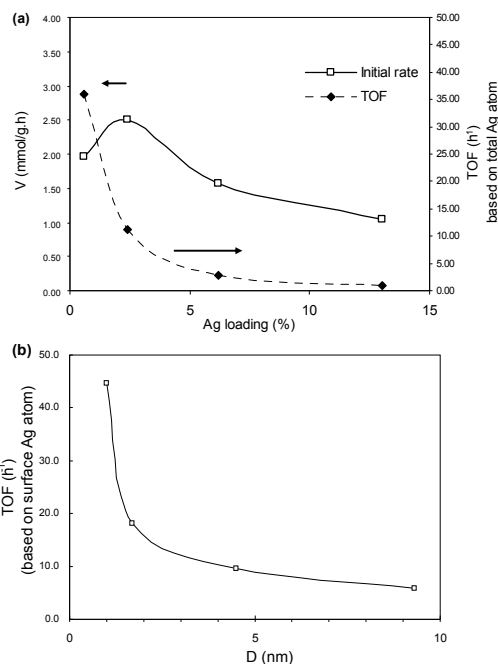 (a)
4.00
3.50
3.00
2.50
2.00
1.50
1.00
0.50
0.00
V (mmol/g.h)
50.00
45.00
40.00
35.00
30.00
25.00
20.00
15.00
10.00
5.00
0.00
TOF (h¹)
based on total Ag atom
Initial rate
TOF
0 5 10 15
Ag loading (%)
(b)
50.0
40.0
30.0
20.0
10.0
0.0
TOF (h¹)
(based on surface Ag atom)
0 5 10
D (nm)